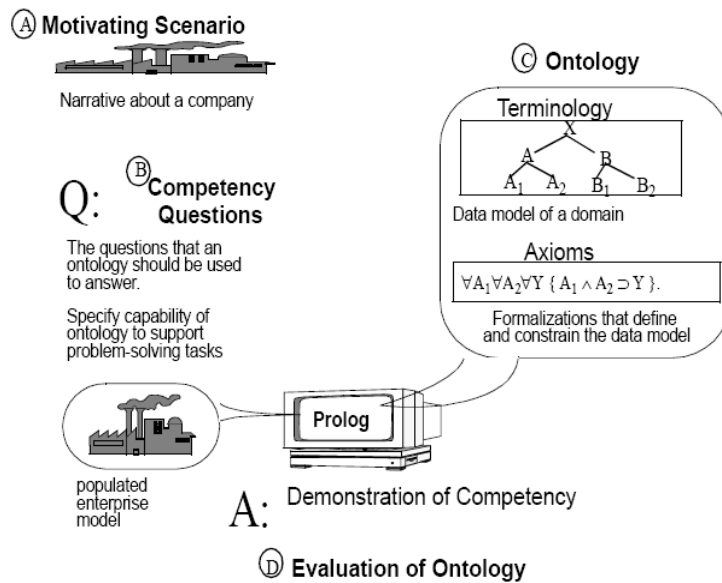 A Motivating Scenario
Narrative about a company
B
Q: Competency
Questions
The questions that an
ontology should be used
to answer.
Specify capability of
ontology to support
problem-solving tasks
C Ontology
Terminology
X
A B
A₁ A₂ B₁ B₂
Data model of a domain
Axioms
∀A₁∀A₂∀Y { A₁ ∧ A₂ ⊃ Y }.
Formalizations that define
and constrain the data model
Prolog
populated
enterprise
model
A: Demonstration of Competency
D Evaluation of Ontology